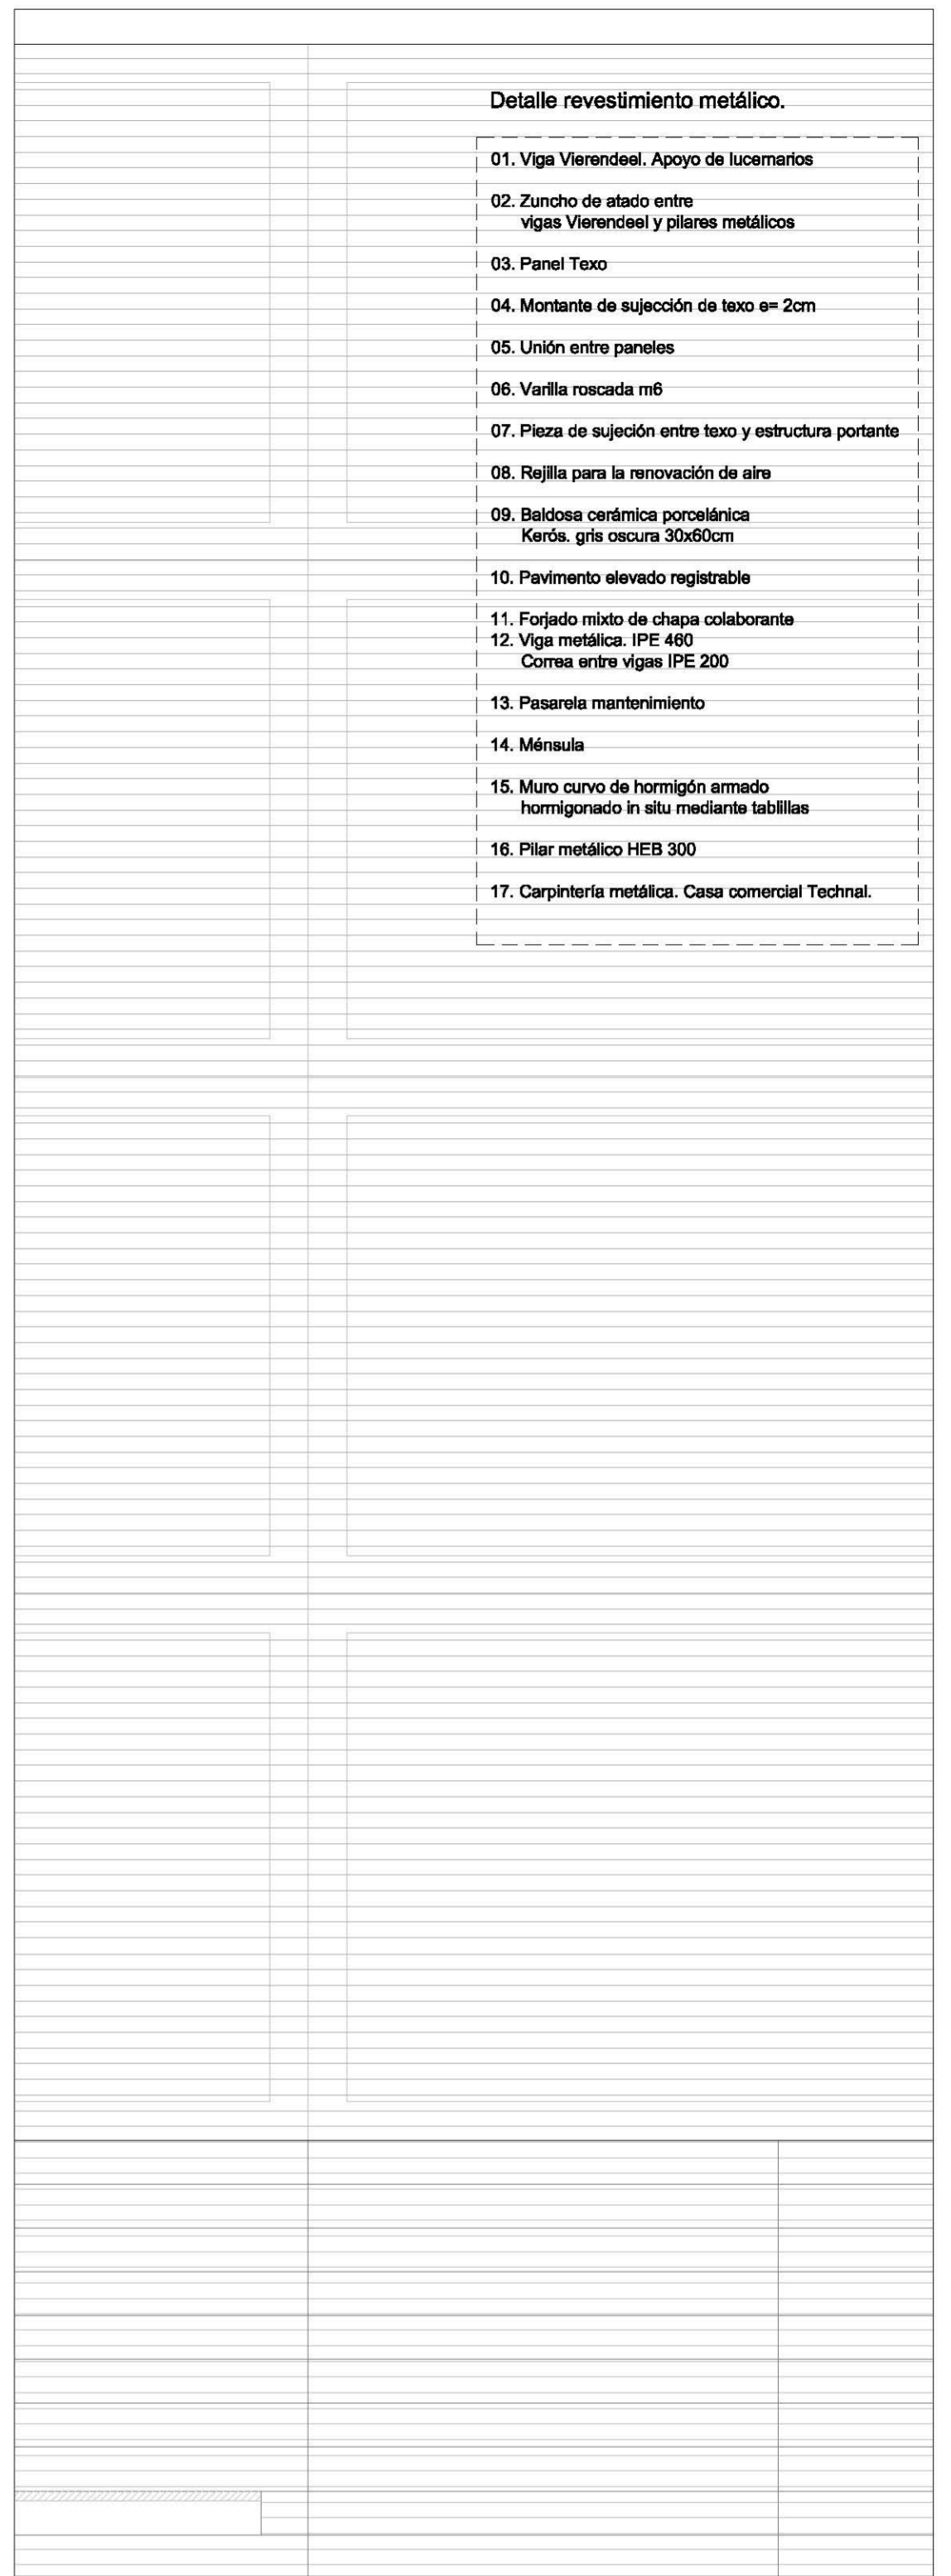 Detalle revestimiento metálico.
01. Viga Vierendeel. Apoyo de lucernarios
02. Zuncho de atado entre
vigas Vierendeel y pilares metálicos
03. Panel Texo
04. Montante de sujección de texo e= 2cm
05. Unión entre paneles
06. Varilla roscada m6
07. Pieza de sujeción entre texo y estructura portante
08. Rejilla para la renovación de aire
09. Baldosa cerámica porcelánica
Kerós. gris oscura 30x60cm
10. Pavimento elevado registrable
11. Forjado mixto de chapa colaborante
12. Viga metálica. IPE 460
Correa entre vigas IPE 200
13. Pasarela mantenimiento
14. Ménsula
15. Muro curvo de hormigón armado
hormigonado in situ mediante tablillas
16. Pilar metálico HEB 300
17. Carpintería metálica. Casa comercial Technal.